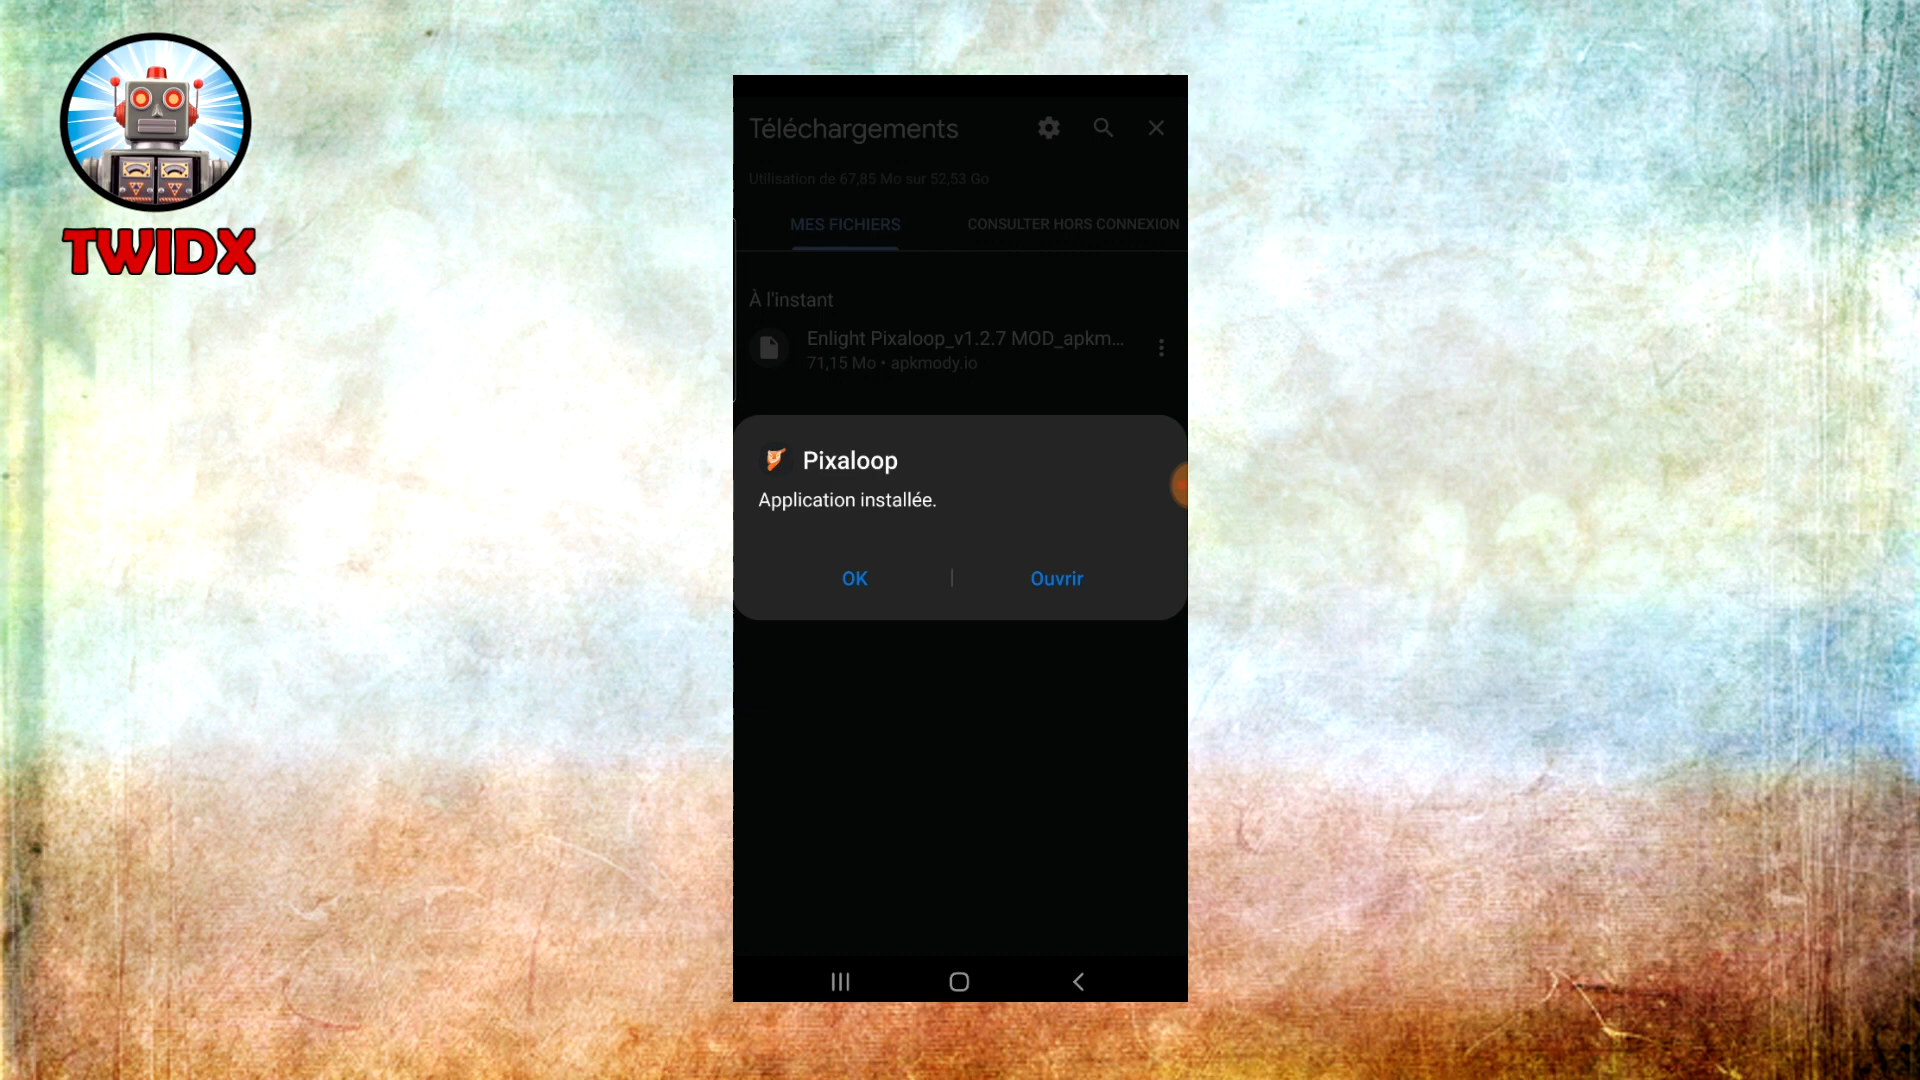 TWIDX
Téléchargements
Utilisation de 67,85 Mo sur 52,53 Go
MES FICHIERS
CONSULTER HORS CONNEXION
À l'instant
Enlight Pixaloop_v1.2.7 MOD_apkm...
71,15 Mo • apkmody.io
Pixaloop
Application installée.
OK | Ouvrir